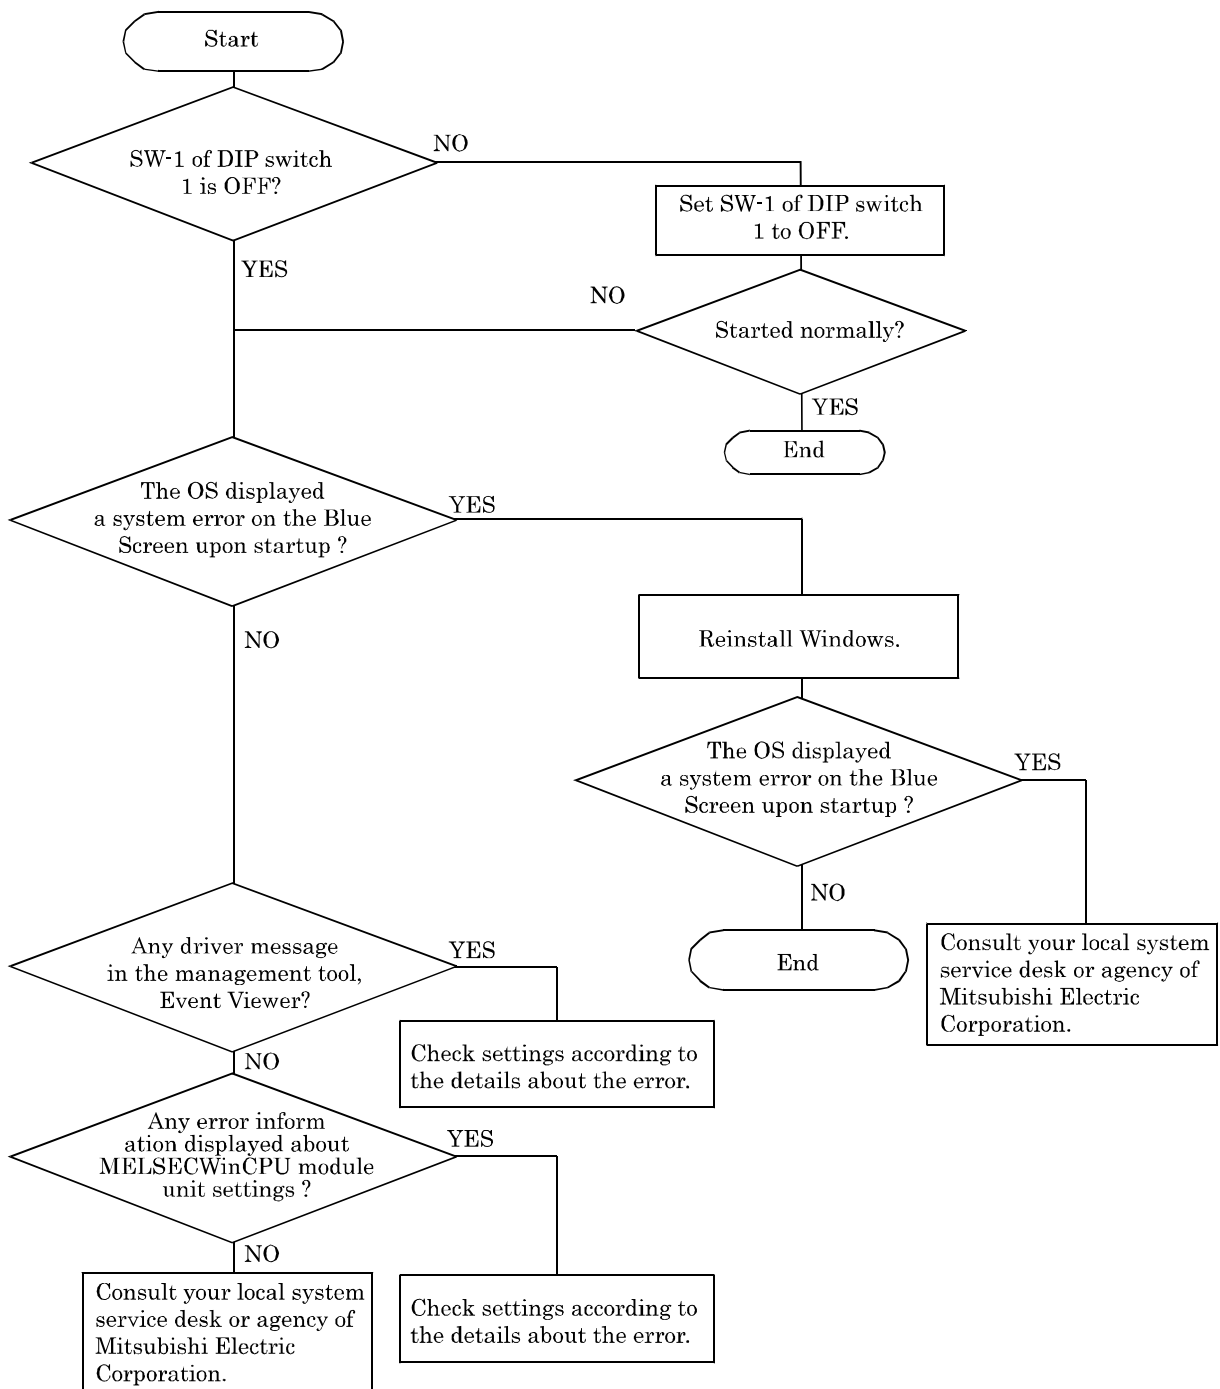 Start
NO
SW-1 of DIP switch
1 is OFF?
Set SW-1 of DIP switch
1 to OFF.
YES
NO
Started normally?
YES
End
The OS displayed
a system error on the Blue
Screen upon startup ?
YES
NO
Reinstall Windows.
The OS displayed
a system error on the Blue
Screen upon startup ?
YES
NO
End
Consult your local system
service desk or agency of
Mitsubishi Electric
Corporation.
Any driver message
in the management tool,
Event Viewer?
YES
Check settings according to
the details about the error.
NO
Any error inform
ation displayed about
MELSECWinCPU module
unit settings ?
YES
NO
Consult your local system
service desk or agency of
Mitsubishi Electric
Corporation.
Check settings according to
the details about the error.